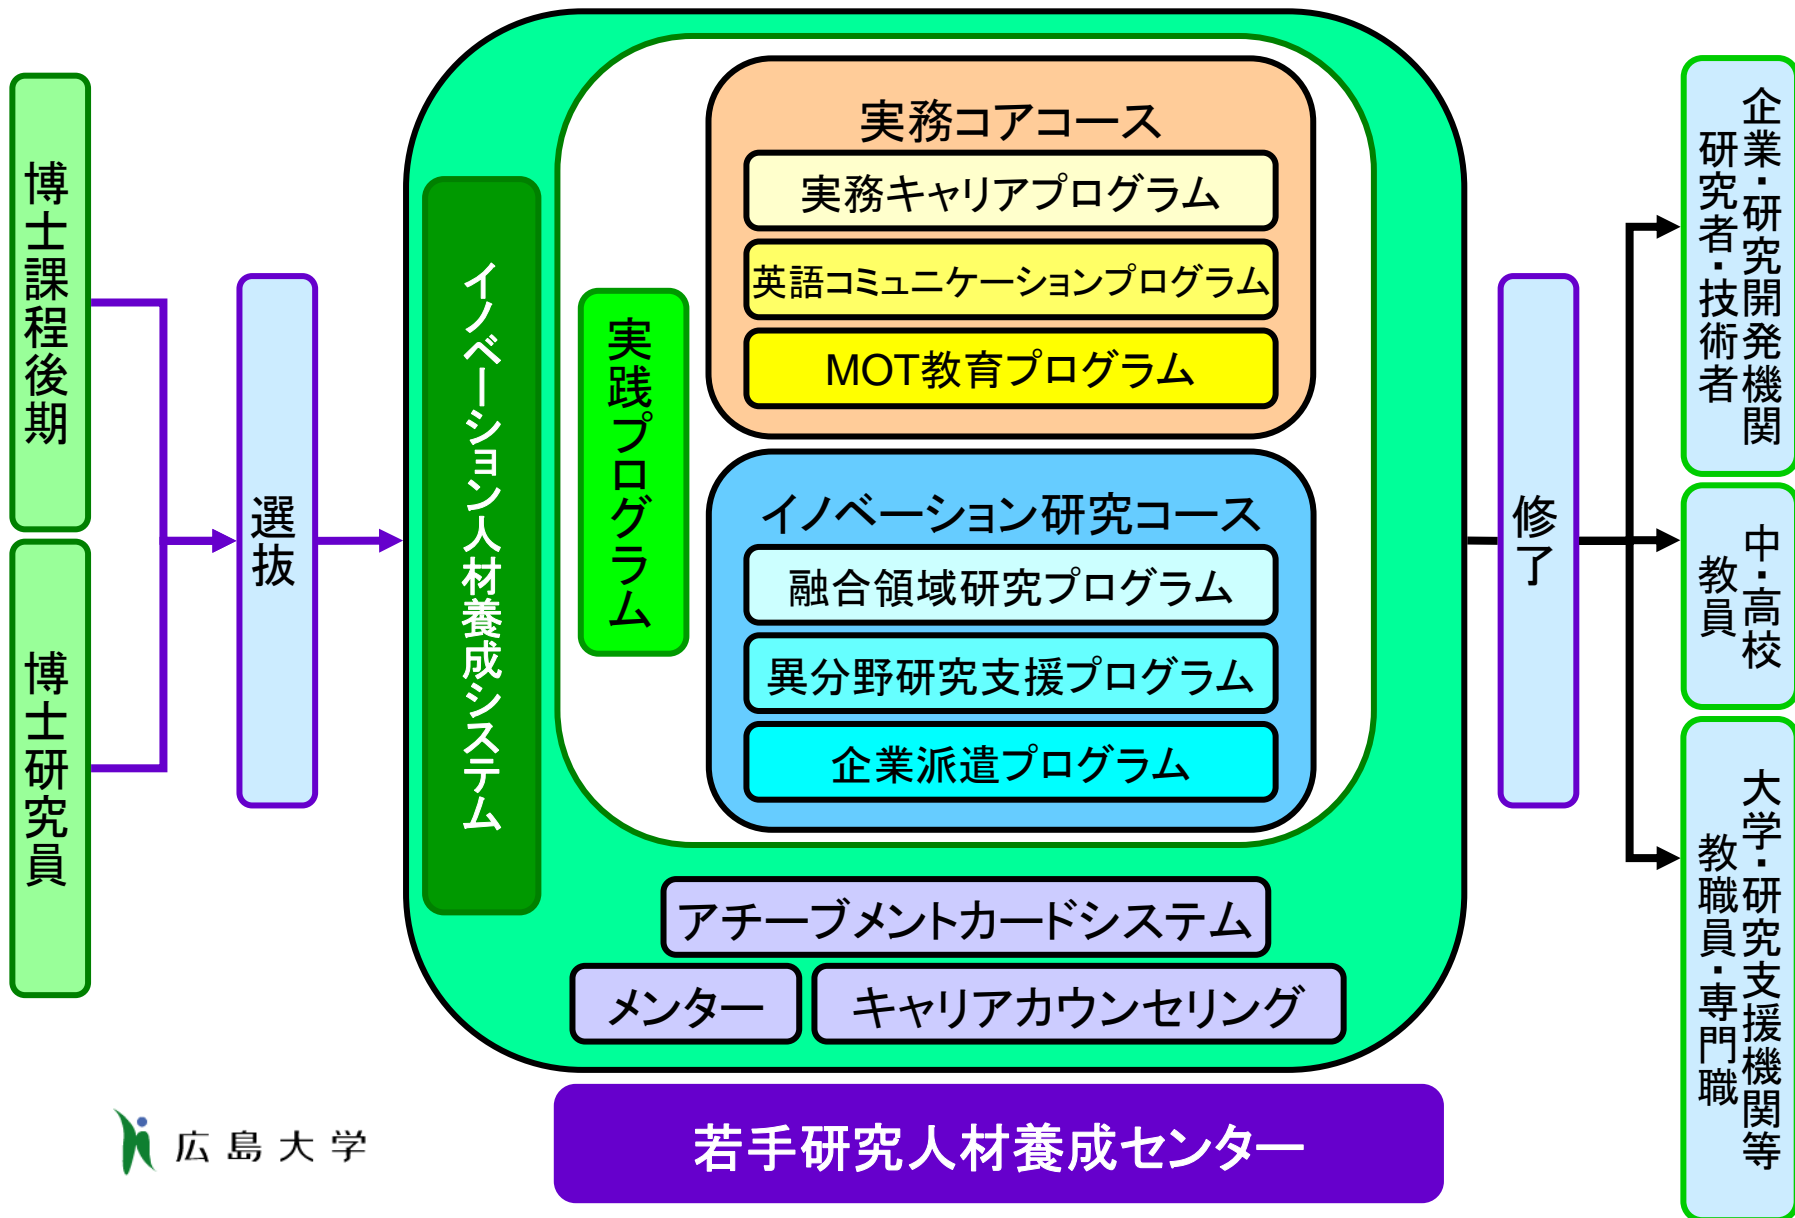 博士課程後期
博士研究員
選抜
イノベーション人材養成システム
実践プログラム
実務コアコース
実務キャリアプログラム
英語コミュニケーションプログラム
MOT教育プログラム
イノベーション研究コース
融合領域研究プログラム
異分野研究支援プログラム
企業派遣プログラム
アチーブメントカードシステム
メンター
キャリアカウンセリング
修了
企業・研究開発機関
研究者・技術者
中・高校
教員
大学・研究支援機関等
教職員・専門職
広島大学
若手研究人材養成センター